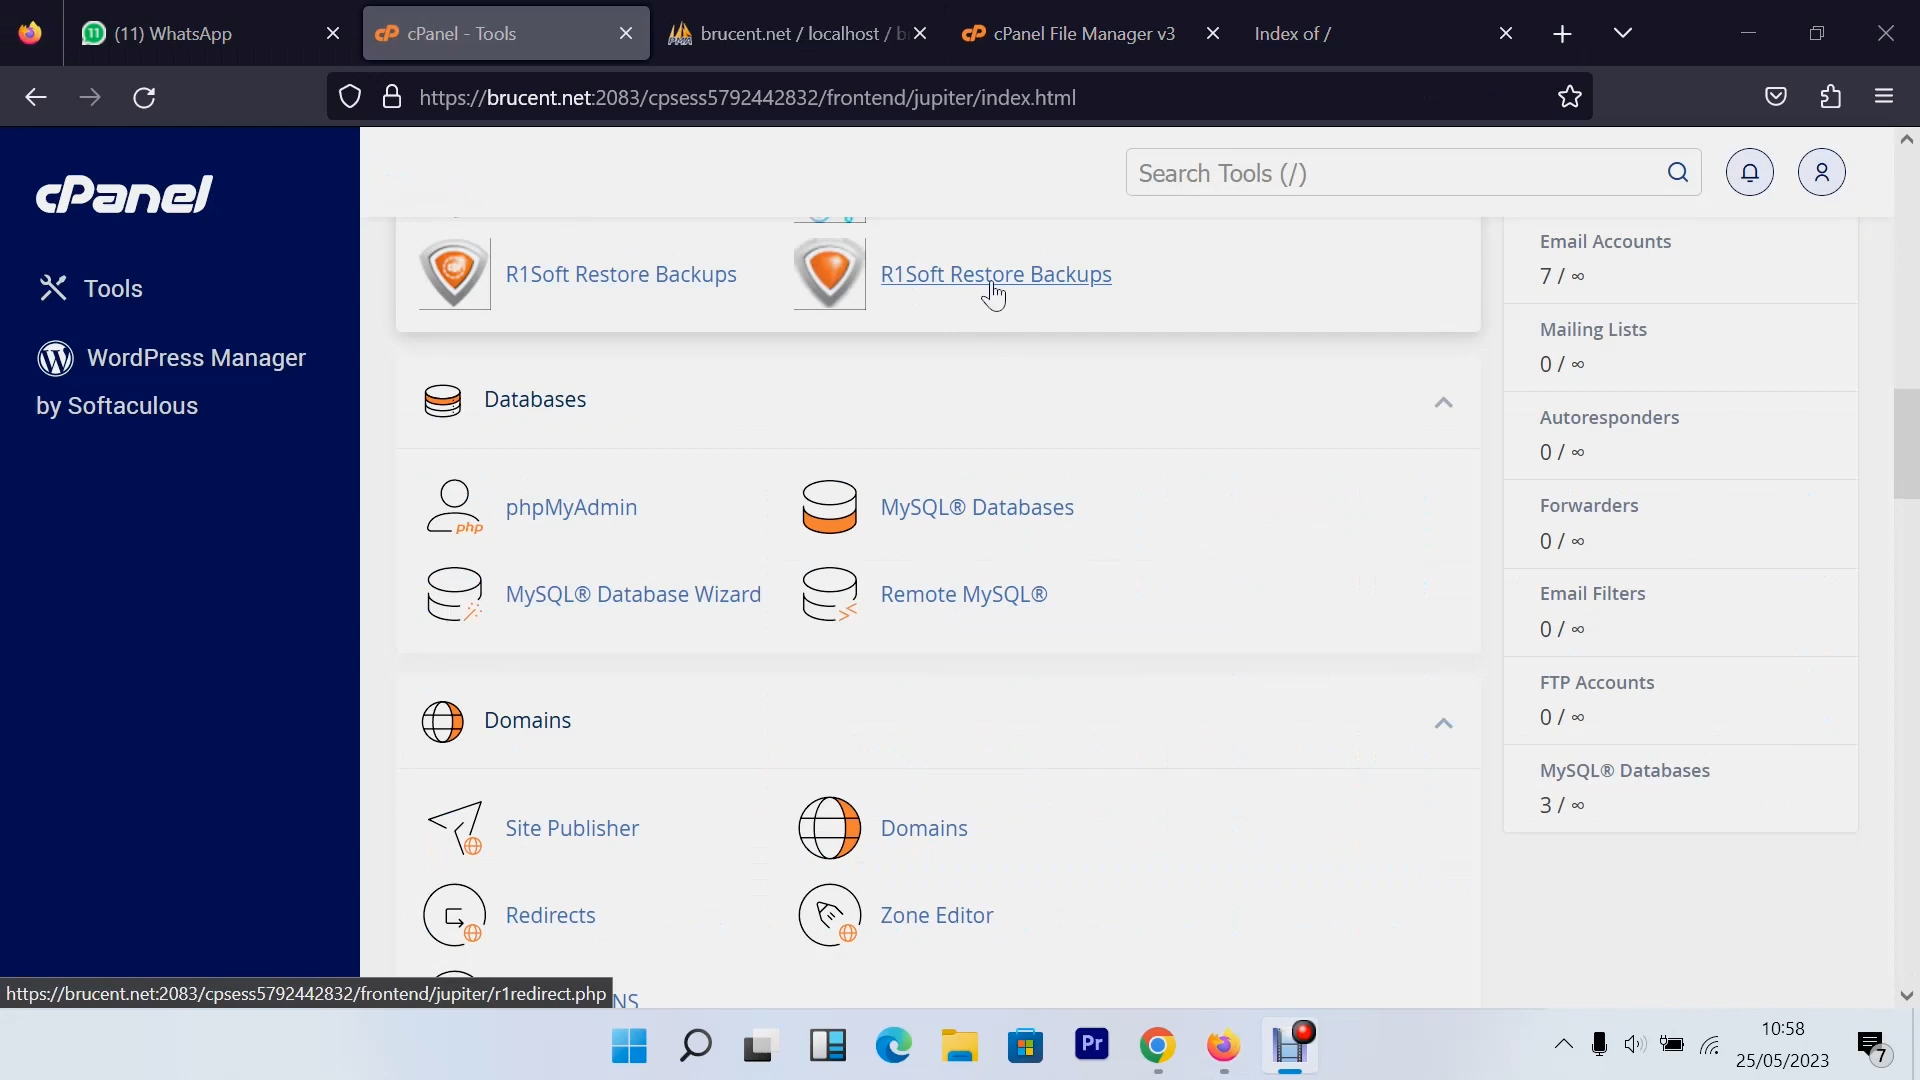 (11) WhatsApp
cPanel - Tools
brucent.net / localhost / b
cPanel File Manager v3
Index of /
https://brucent.net:2083/cpsess5792442832/frontend/jupiter/index.html
cPanel
Search Tools (/)
Tools
WordPress Manager
by Softaculous
R1Soft Restore Backups
R1Soft Restore Backups
Databases
phpMyAdmin
php
MySQL® Databases
MySQL® Database Wizard
Remote MySQL®
Domains
Site Publisher
Domains
Redirects
Zone Editor
NS
Email Accounts
7 / ∞
Mailing Lists
0 / ∞
Autoresponders
0 / ∞
Forwarders
0 / ∞
Email Filters
0 / ∞
FTP Accounts
0 / ∞
MySQL® Databases
3 / ∞
https://brucent.net:2083/cpsess5792442832/frontend/jupiter/r1redirect.php
Pr
10:58
25/05/2023
7